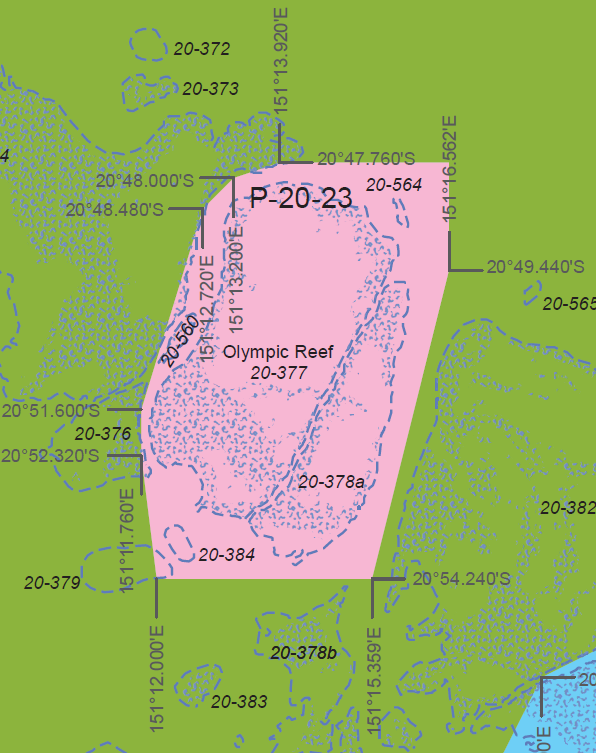 20-372
20-373
151°13.920'E
4
20°47.760'S
151°16.562'E
20°48.000'S
P-20-23
20-564
20°48.480'S
151°12.720'E
151°13.200'E
20°49.440'S
20-565
20-560
Olympic Reef
20-377
20°51.600'S
20-376
20°52.320'S
20-378a
20-382
151°11.760'E
20-384
20-379
20°54.240'S
151°12.000'E
151°15.359'E
20-378b
20-383
20
0'E